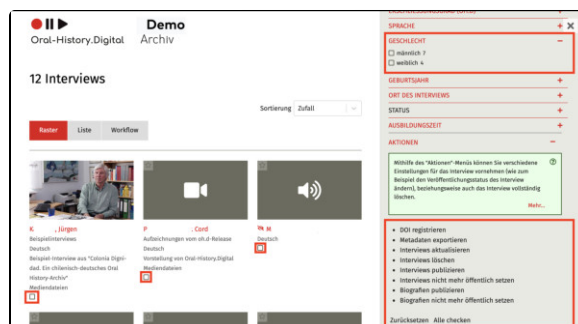 Oral-History.Digital
Demo
Archiv
12 Interviews
Sortierung Zufall
Raster Liste Workflow
K , Jürgen
Beispielinterviews
Deutsch
Beispiel-Interview aus "Colonia Digni-
dad. Ein chilenisch-deutsches Oral
History-Archiv"
Mediendateien
P , Cord
Aufzeichnungen vom oh.d-Release
Deutsch
Vorstellung von Oral-History.Digital
Mediendateien
M
Deutsch
SPRACHE +
GESCHLECHT −
männlich 7
weiblich 4
GEBURTSJAHR +
ORT DES INTERVIEWS +
STATUS +
AUSBILDUNGSZEIT +
AKTIONEN −
Mithilfe des "Aktionen"-Menüs können Sie verschiedene
Einstellungen für das Interview vornehmen (wie zum
Beispiel den Veröffentlichungsstatus des Interview
ändern), beziehungsweise auch das Interview vollständig
löschen.
Mehr...
• DOI registrieren
• Metadaten exportieren
• Interviews aktualisieren
• Interviews löschen
• Interviews publizieren
• Interviews nicht mehr öffentlich setzen
• Biografien publizieren
• Biografien nicht mehr öffentlich setzen
Zurücksetzen Alle checken